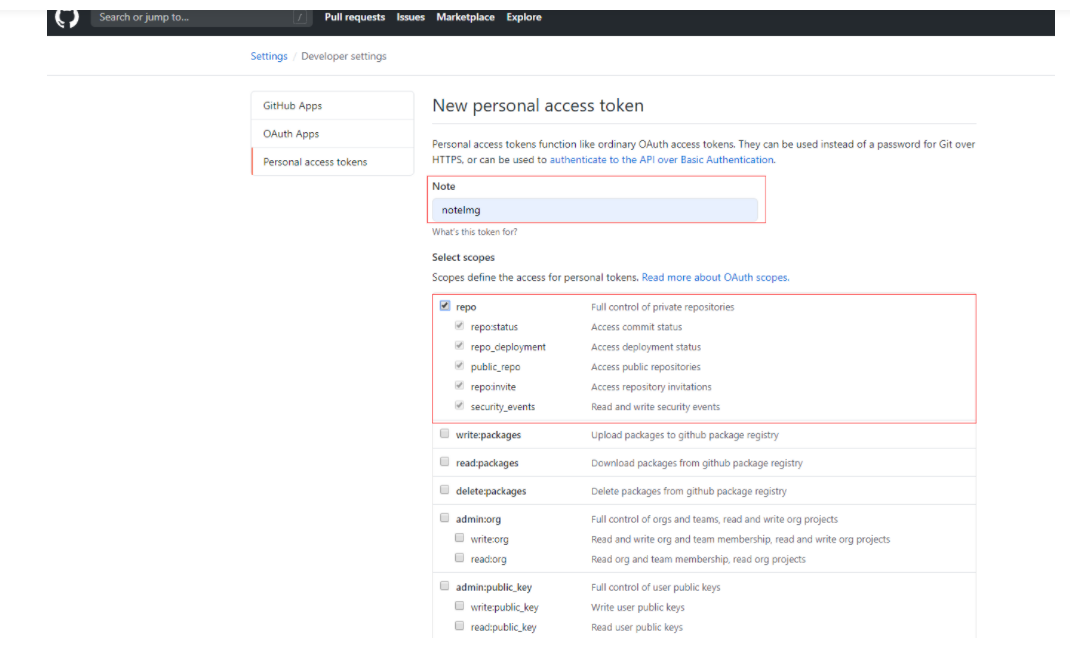 Search or jump to... /
Pull requests Issues Marketplace Explore
Settings / Developer settings
GitHub Apps
OAuth Apps
Personal access tokens
New personal access token
Personal access tokens function like ordinary OAuth access tokens. They can be used instead of a password for Git over
HTTPS, or can be used to authenticate to the API over Basic Authentication.
Note
noteImg
What's this token for?
Select scopes
Scopes define the access for personal tokens. Read more about OAuth scopes.
repo Full control of private repositories
repo:status Access commit status
repo_deployment Access deployment status
public_repo Access public repositories
repo:invite Access repository invitations
security_events Read and write security events
write:packages Upload packages to github package registry
read:packages Download packages from github package registry
delete:packages Delete packages from github package registry
admin:org Full control of orgs and teams, read and write org projects
write:org Read and write org and team membership, read and write org projects
read:org Read org and team membership, read org projects
admin:public_key Full control of user public keys
write:public_key Write user public keys
read:public_key Read user public keys